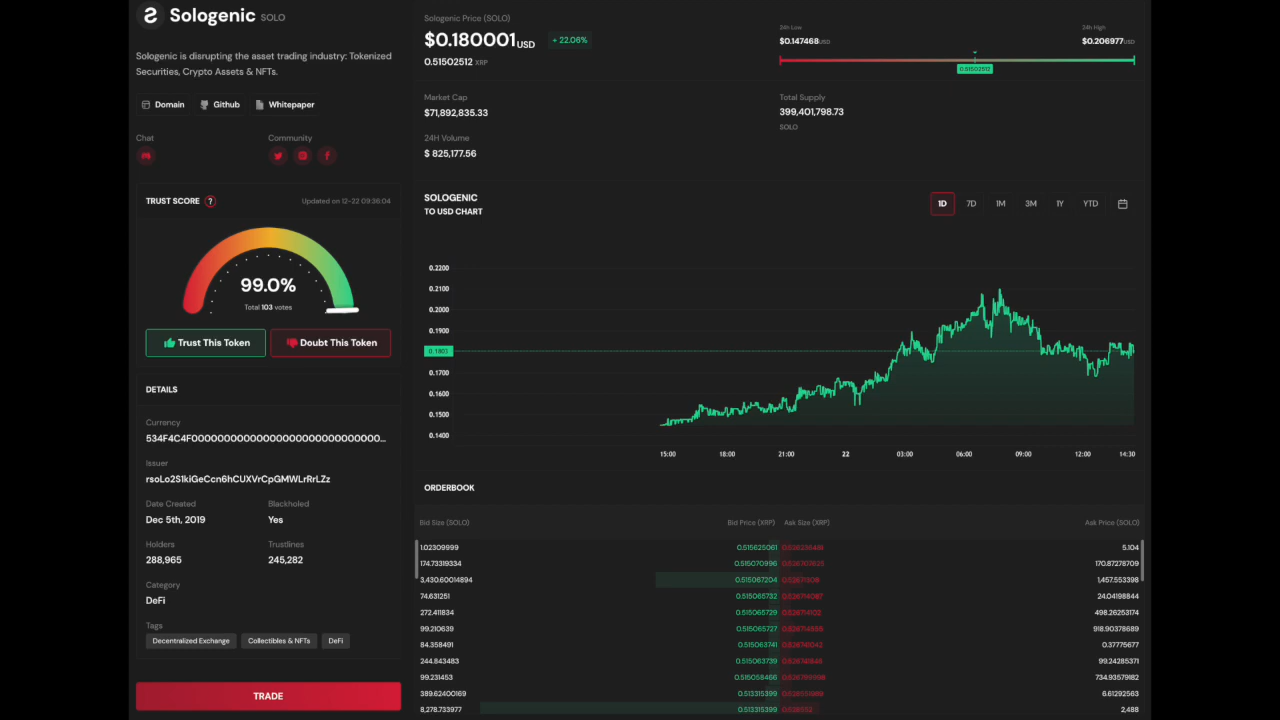 Sologenic SOLO
Sologenic is disrupting the asset trading industry: Tokenized
Securities, Crypto Assets & NFTs.
Domain
Github
Whitepaper
Chat
Community
TRUST SCORE ?
Updated on 12-22 09:36:04
99.0%
Total 103 votes
Trust This Token
Doubt This Token
DETAILS
Currency
534F4C4F00000000000000000000000000000...
Issuer
rsoLo2S1kiGeCcn6hCUXVrCpGMWLrRrLZz
Date Created
Blackholed
Dec 5th, 2019
Yes
Holders
Trustlines
288,965
245,282
Category
DeFi
Tags
Decentralized Exchange
Collectibles & NFTs
DeFi
TRADE
Sologenic Price (SOLO)
$0.180001 USD
+ 22.06%
0.51502512 XRP
24h Low
$0.147468USD
24h High
$0.206977USD
0.51502512
Market Cap
$71,892,835.33
Total Supply
399,401,798.73
SOLO
24H Volume
$ 825,177.56
SOLOGENIC
TO USD CHART
1D
7D
1M
3M
1Y
YTD
0.2200
0.2100
0.2000
0.1900
0.1801
0.1700
0.1600
0.1500
0.1400
15:00
18:00
21:00
22
03:00
06:00
09:00
12:00
14:30
ORDERBOOK
Bid Size (SOLO)
Bid Price (XRP)
Ask Size (XRP)
Ask Price (SOLO)
1.02309999 0.515625061 5.104
174.73319334 0.515070996 170.87278709
3,430.60014894 0.515067204 1,457.553398
74.631251 0.515065732 24.04198844
272.411834 0.515065729 498.26253174
99.210639 0.515065727 918.90378689
84.358491 0.515063741 0.37775677
244.843483 0.515063739 99.24285371
99.231453 0.515058466 734.93579182
389.62400169 0.513315399 6.61292563
8,278.733977 0.513315399 2,488